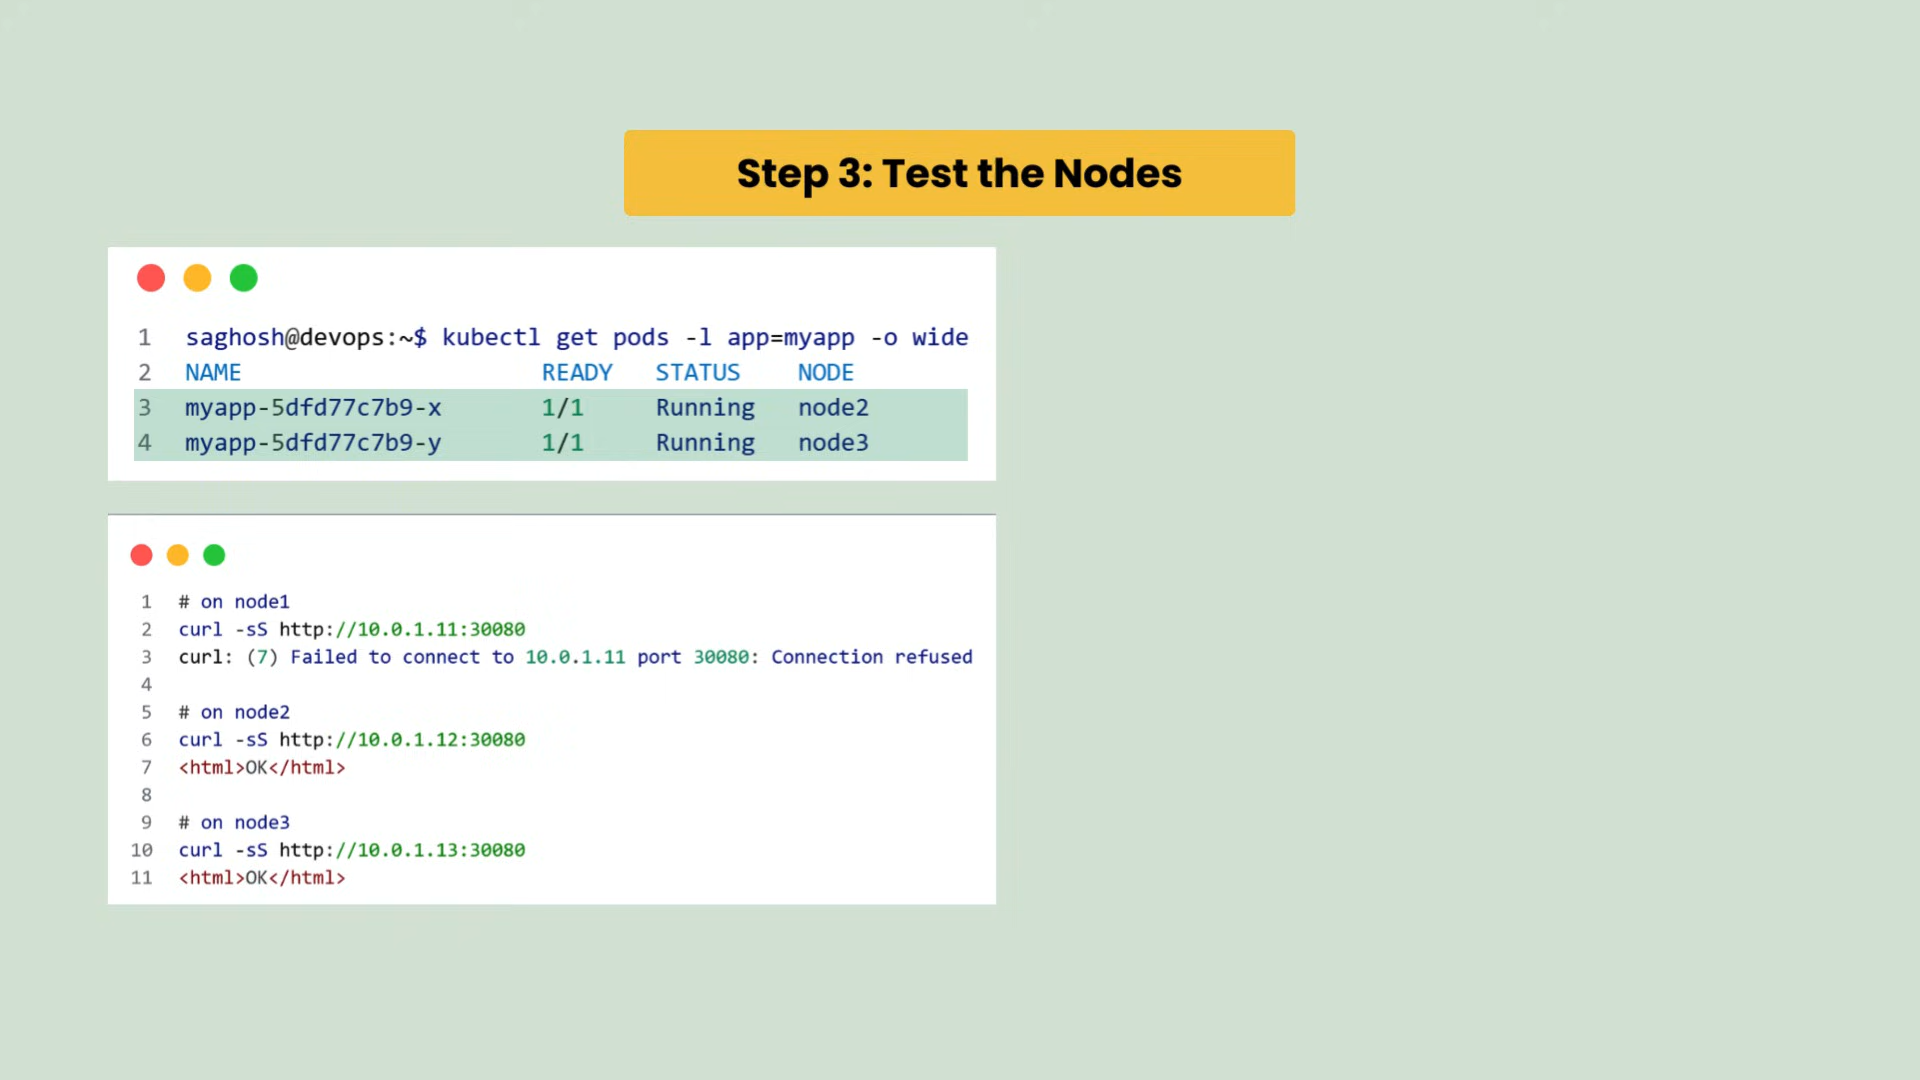 Step 3: Test the Nodes
1 saghosh@devops:~$ kubectl get pods -l app=myapp -o wide
2 NAME READY STATUS NODE
3 myapp-5dfd77c7b9-x 1/1 Running node2
4 myapp-5dfd77c7b9-y 1/1 Running node3
1 # on node1
2 curl -sS http://10.0.1.11:30080
3 curl: (7) Failed to connect to 10.0.1.11 port 30080: Connection refused
4
5 # on node2
6 curl -sS http://10.0.1.12:30080
7 <html>OK</html>
8
9 # on node3
10 curl -sS http://10.0.1.13:30080
11 <html>OK</html>